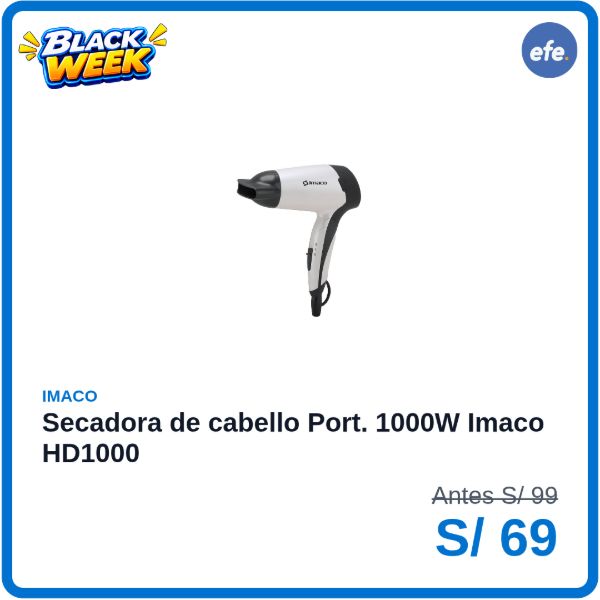 BLACK
WEEK
efe.
imaco
IMACO
Secadora de cabello Port. 1000W Imaco
HD1000
Antes S/ 99
S/ 69